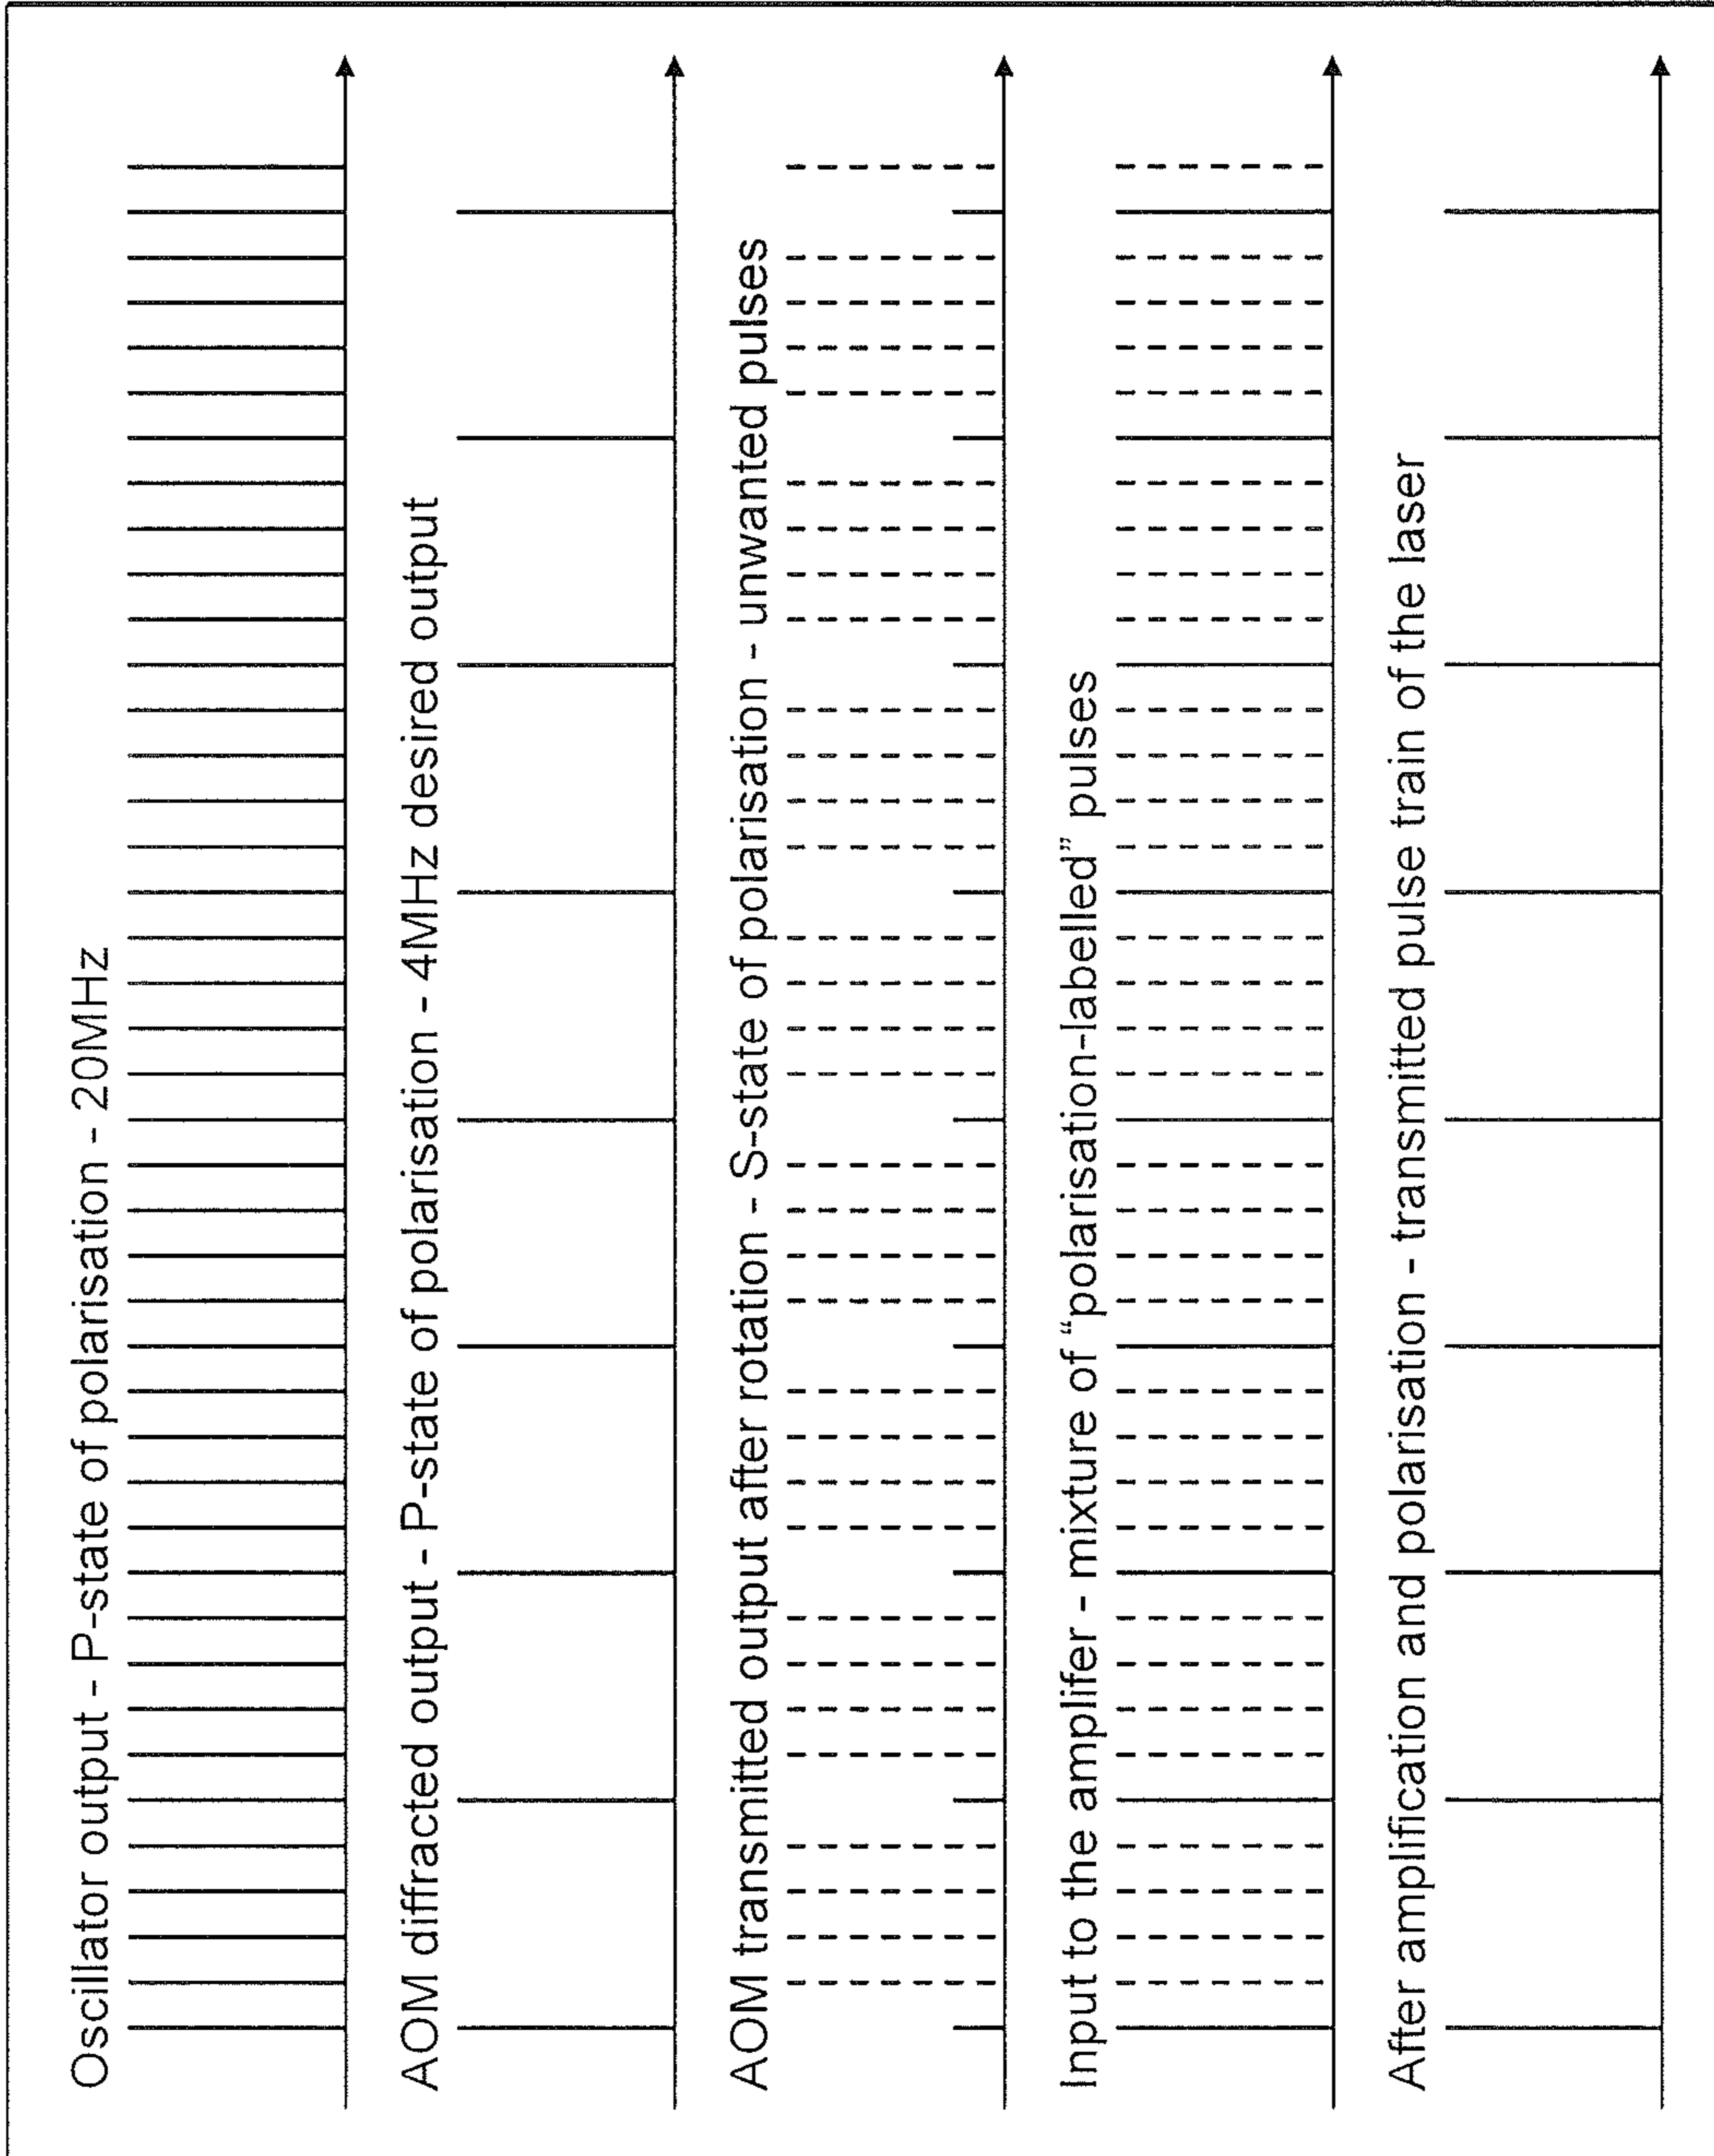 Oscillator output - P-state of polarisation - 20MHz
AOM diffracted output - P-state of polarisation - 4MHz desired output
AOM transmitted output after rotation - S-state of polarisation - unwanted pulses
Input to the amplifer - mixture of “polarisation-labelled” pulses
After amplification and polarisation - transmitted pulse train of the laser